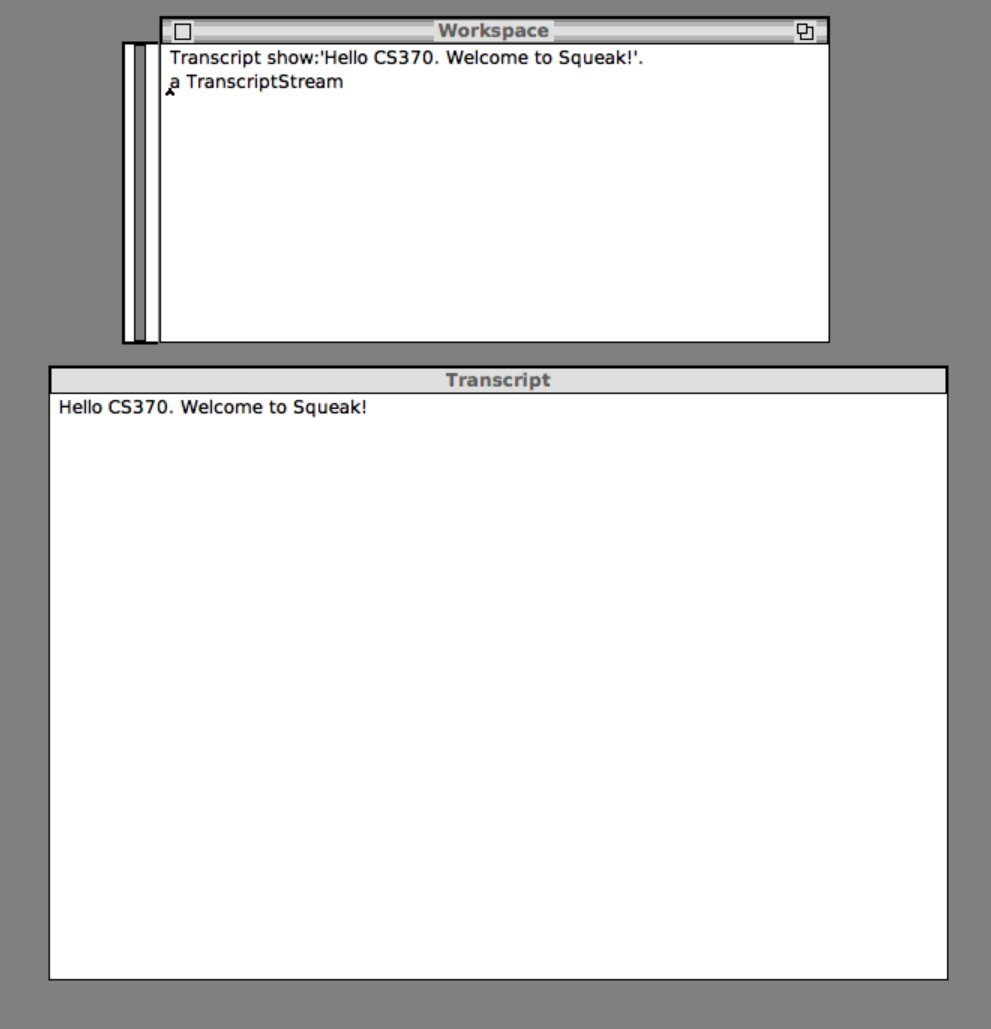 Workspace
Transcript show:'Hello CS370. Welcome to Squeak!'.
a TranscriptStream
Transcript
Hello CS370. Welcome to Squeak!